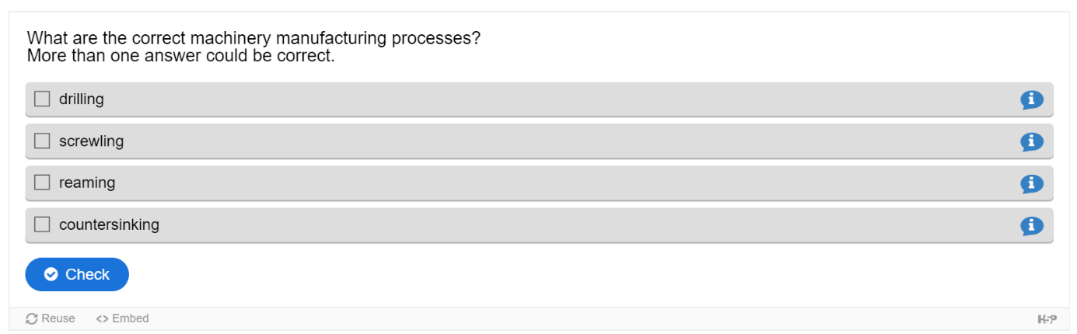 What are the correct machinery manufacturing processes?
More than one answer could be correct.
drilling
screwling
reaming
countersinking
Check
Reuse
<> Embed
H-P